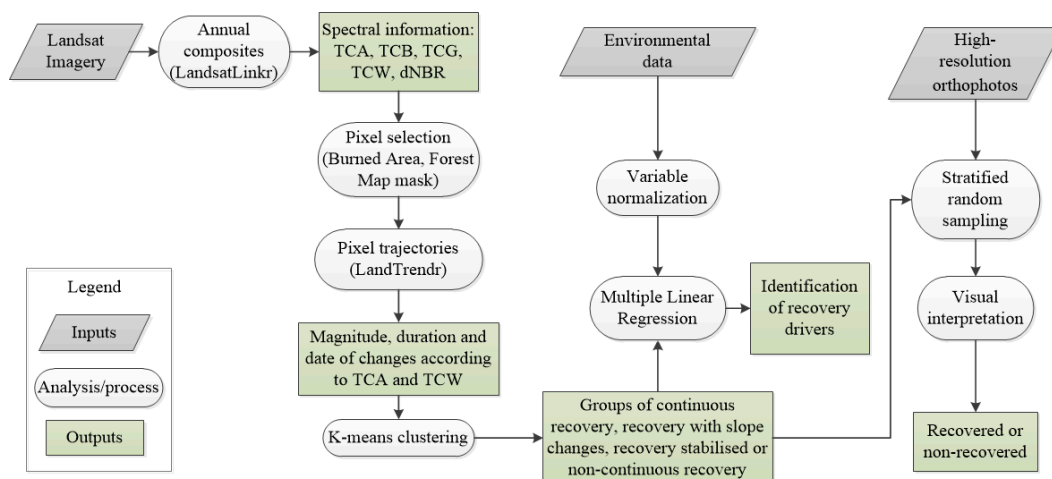 Landsat
Imagery
Annual
composites
(LandsatLinkr)
Spectral information:
TCA, TCB, TCG,
TCW, dNBR
Pixel selection
(Burned Area, Forest
Map mask)
Pixel trajectories
(LandTrendr)
Magnitude, duration and
date of changes according
to TCA and TCW
K-means clustering
Groups of continuous
recovery, recovery with slope
changes, recovery stabilised or
non-continuous recovery
Environmental
data
Variable
normalization
Multiple Linear
Regression
Identification
of recovery
drivers
High-
resolution
orthophotos
Stratified
random
sampling
Visual
interpretation
Recovered or
non-recovered
Legend
Inputs
Analysis/process
Outputs